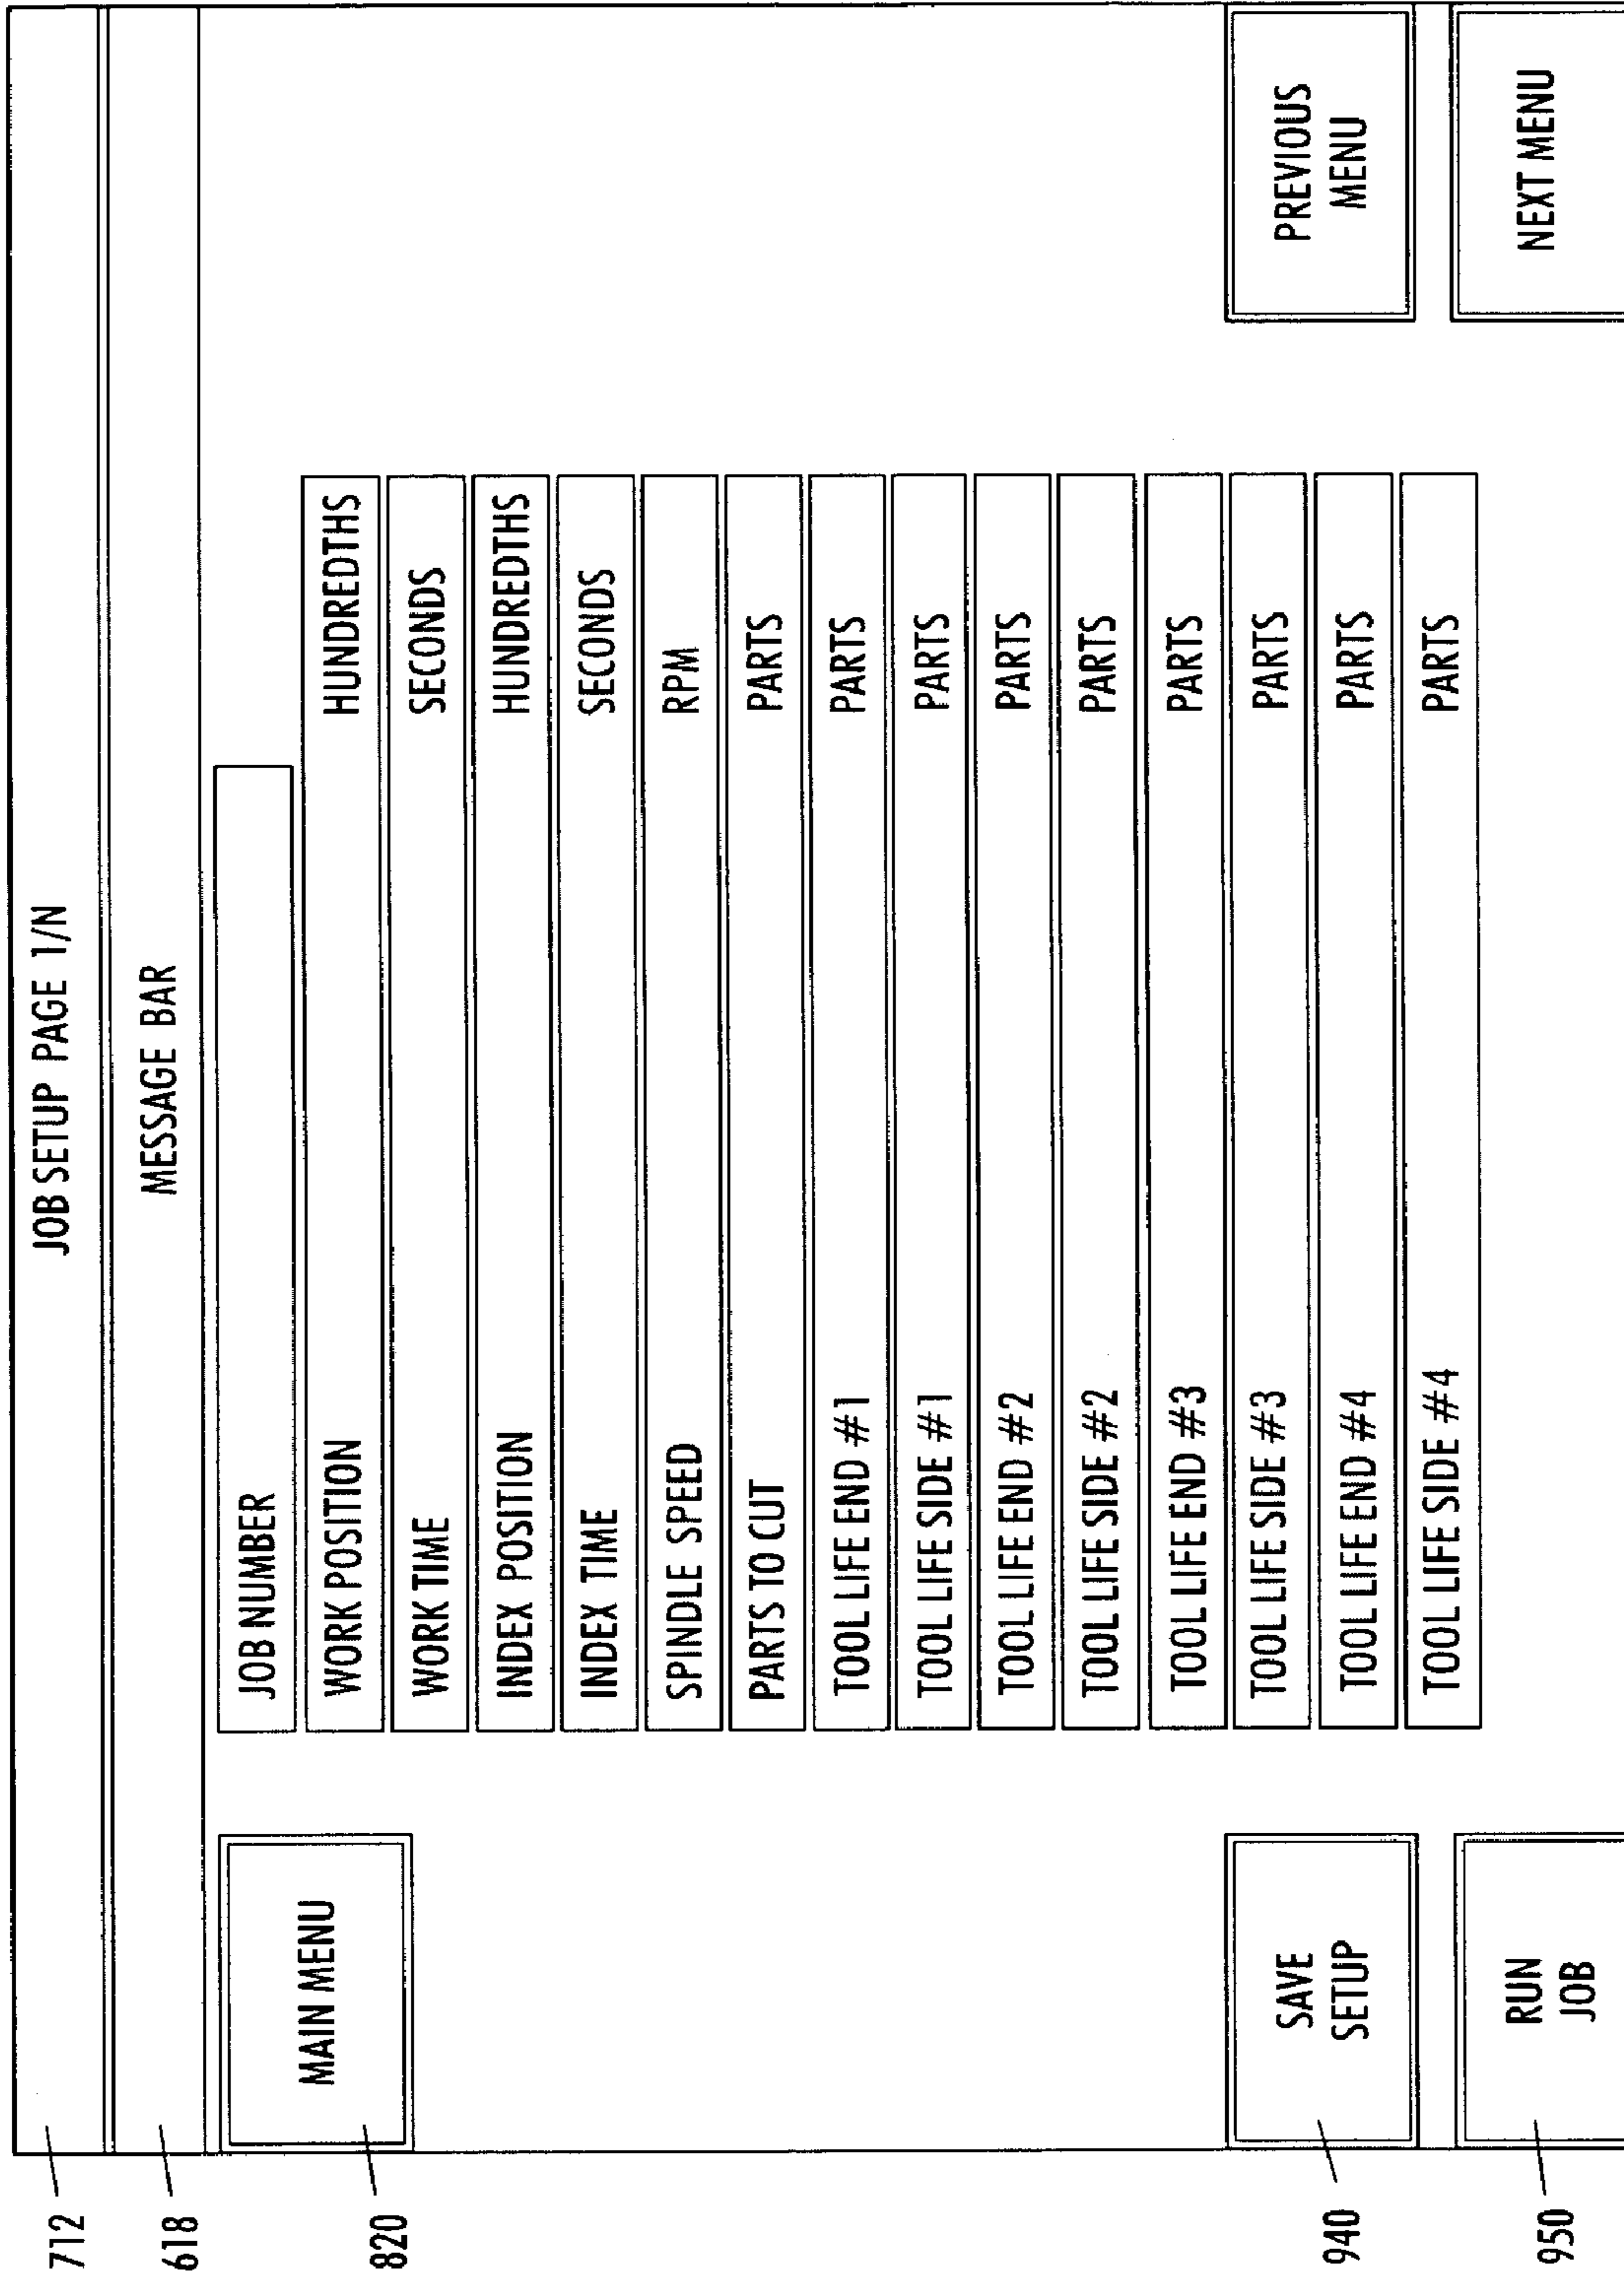 712
JOB SETUP PAGE 1/N
618
MESSAGE BAR
820
MAIN MENU
JOB NUMBER
WORK POSITION HUNDREDTHS
WORK TIME SECONDS
INDEX POSITION HUNDREDTHS
INDEX TIME SECONDS
SPINDLE SPEED RPM
PARTS TO CUT PARTS
TOOL LIFE END #1 PARTS
TOOL LIFE SIDE #1 PARTS
TOOL LIFE END #2 PARTS
TOOL LIFE SIDE #2 PARTS
TOOL LIFE END #3 PARTS
TOOL LIFE SIDE #3 PARTS
TOOL LIFE END #4 PARTS
TOOL LIFE SIDE #4 PARTS
940
SAVE
SETUP
PREVIOUS
MENU
950
RUN
JOB
NEXT MENU